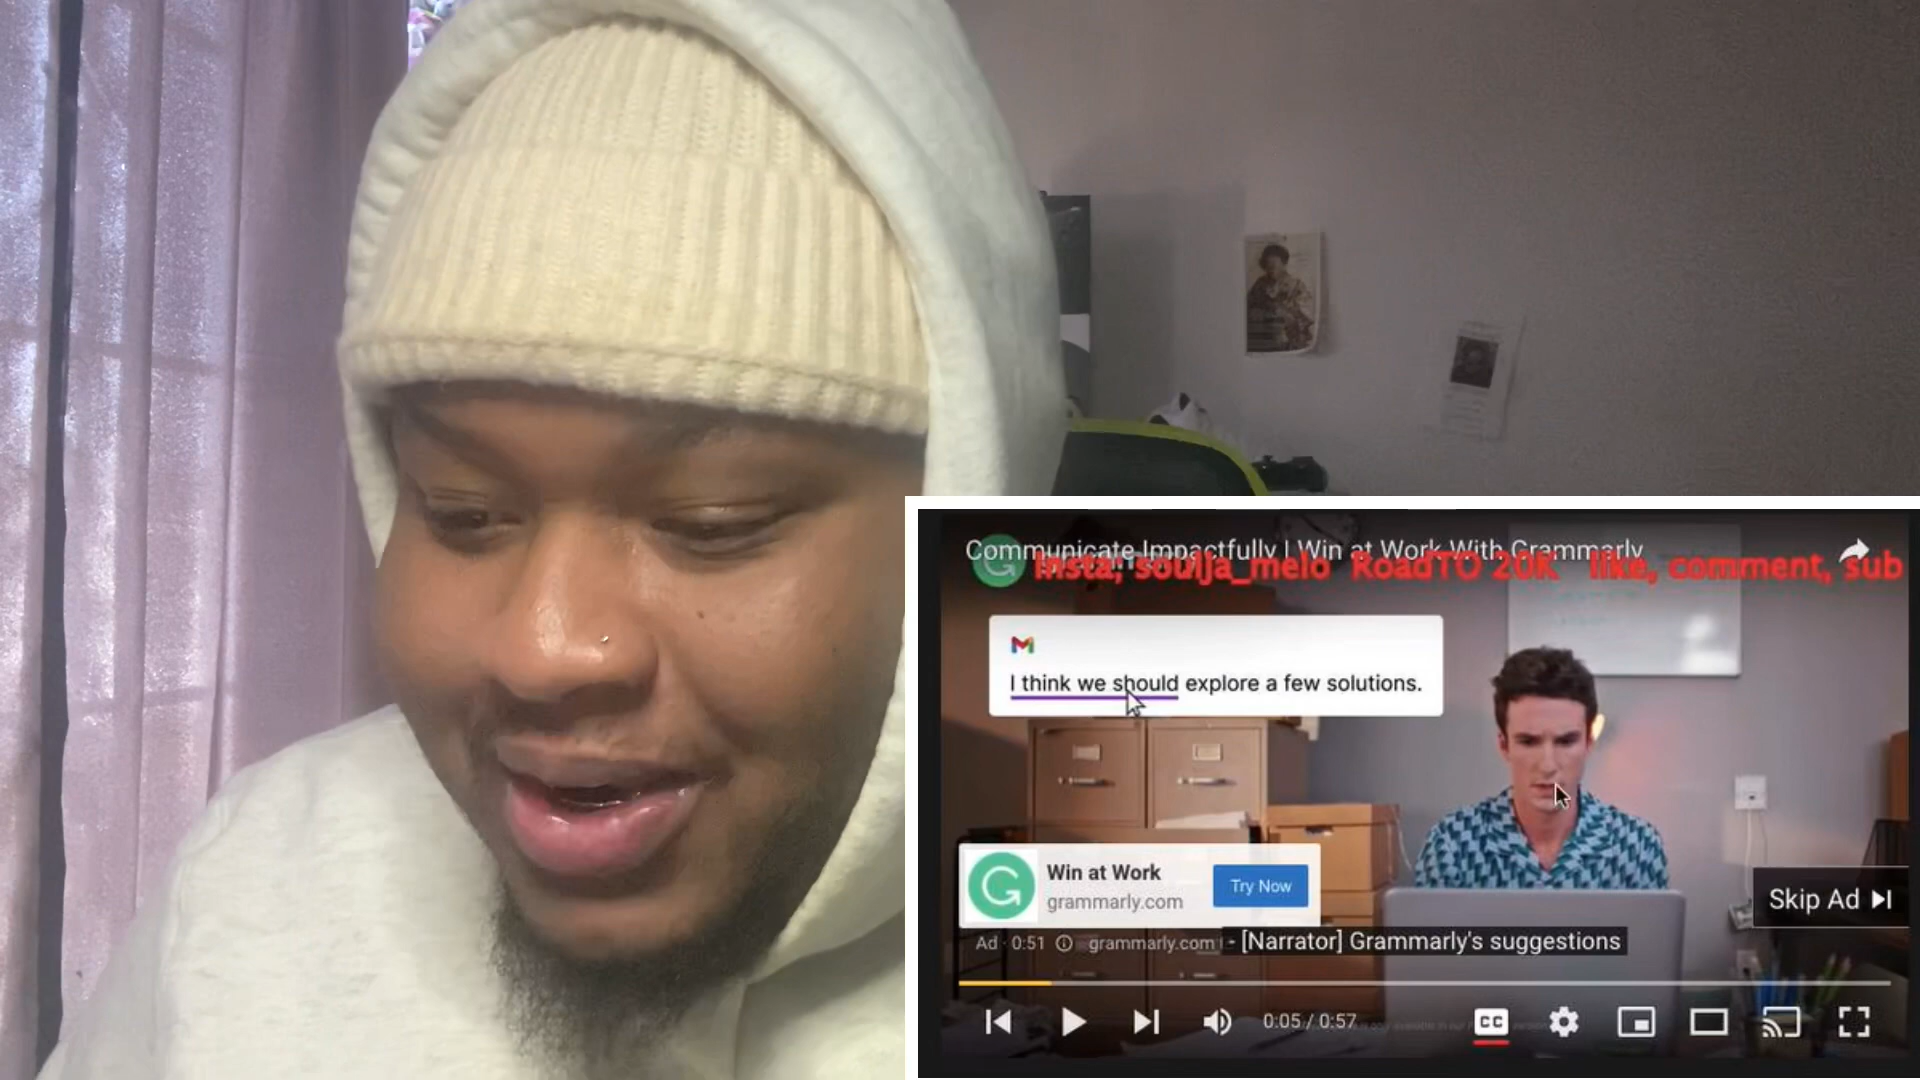 Communicate Impactfully | Win at Work With Grammarly
insta; soulja_melo RoadTO 20K like, comment, sub
I think we should explore a few solutions.
Win at Work
grammarly.com
Try Now
Skip Ad
Ad · 0:51 grammarly.com
- [Narrator] Grammarly's suggestions
0:05 / 0:57
CC